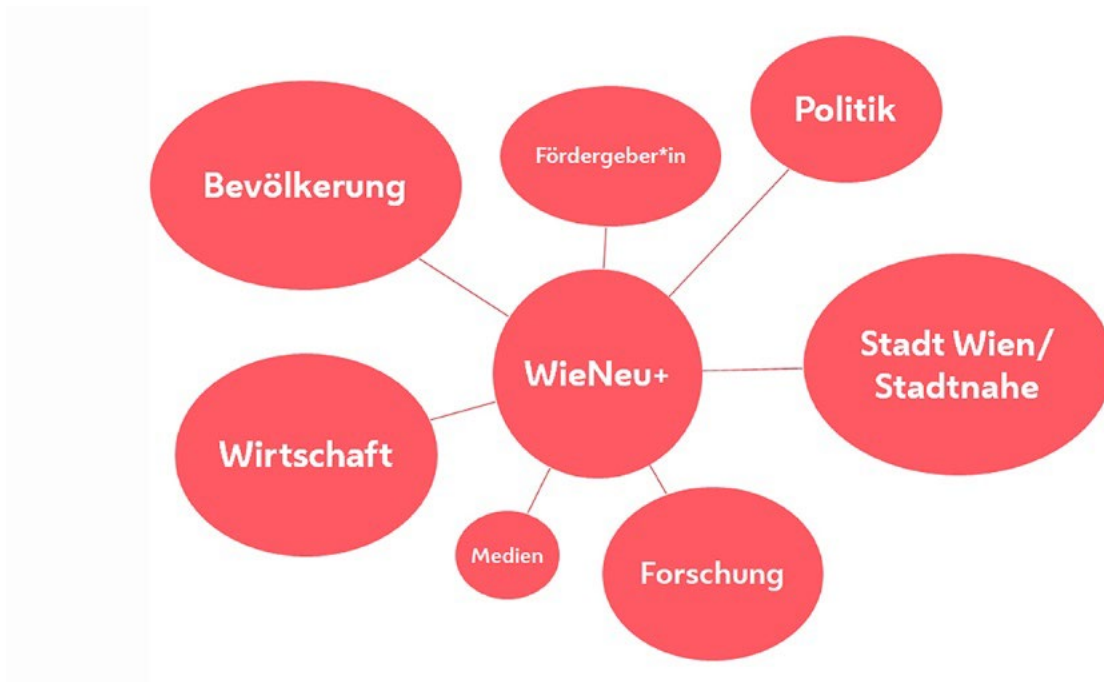 Politik
Fördergeber*in
Bevölkerung
Stadt Wien/
Stadtnahe
WieNeu+
Wirtschaft
Medien
Forschung